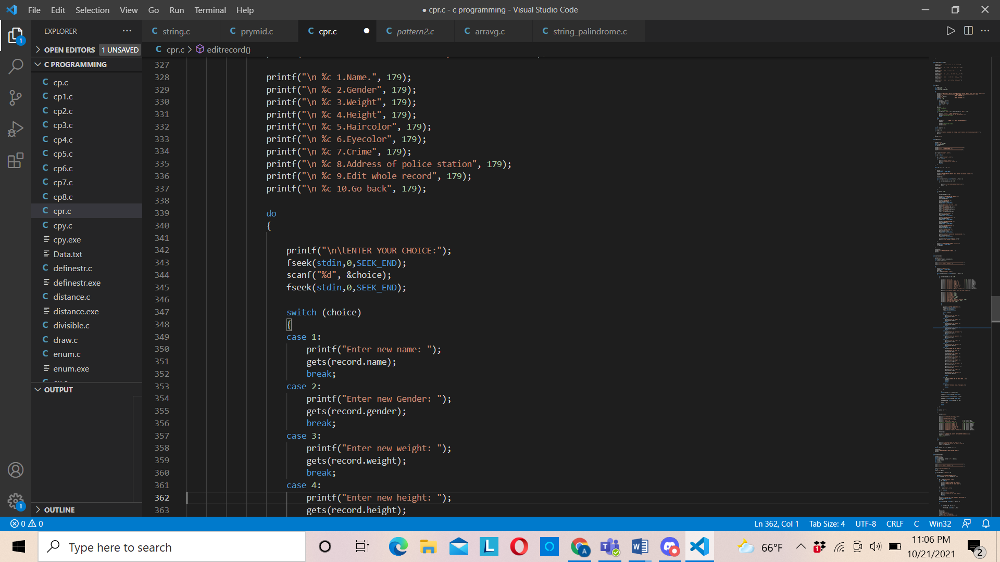 File Edit Selection View Go Run Terminal Help
● cpr.c - c programming - Visual Studio Code
EXPLORER
string.c
prymid.c
cpr.c
pattern2.c
arravg.c
string_palindrome.c
OPEN EDITORS 1 UNSAVED
cpr.c > editrecord()
C PROGRAMMING
cp.c
cp1.c
cp2.c
cp3.c
cp4.c
cp5.c
cp6.c
cp7.c
cp8.c
cpr.c
cpy.c
cpy.exe
Data.txt
definestr.c
definestr.exe
distance.c
distance.exe
divisible.c
draw.c
enum.c
enum.exe
OUTPUT
OUTLINE
327
328 printf("\n %c 1.Name.", 179);
329 printf("\n %c 2.Gender", 179);
330 printf("\n %c 3.Weight", 179);
331 printf("\n %c 4.Height", 179);
332 printf("\n %c 5.Haircolor", 179);
333 printf("\n %c 6.Eyecolor", 179);
334 printf("\n %c 7.Crime", 179);
335 printf("\n %c 8.Address of police station", 179);
336 printf("\n %c 9.Edit whole record", 179);
337 printf("\n %c 10.Go back", 179);
338
339 do
340 {
341
342 printf("\n\tENTER YOUR CHOICE:");
343 fseek(stdin,0,SEEK_END);
344 scanf("%d", &choice);
345 fseek(stdin,0,SEEK_END);
346
347 switch (choice)
348 {
349 case 1:
350 printf("Enter new name: ");
351 gets(record.name);
352 break;
353 case 2:
354 printf("Enter new Gender: ");
355 gets(record.gender);
356 break;
357 case 3:
358 printf("Enter new weight: ");
359 gets(record.weight);
360 break;
361 case 4:
362 printf("Enter new height: ");
363 gets(record.height);
0 0
Ln 362, Col 1 Tab Size: 4 UTF-8 CRLF C Win32
Type here to search
66°F
11:06 PM
10/21/2021
2